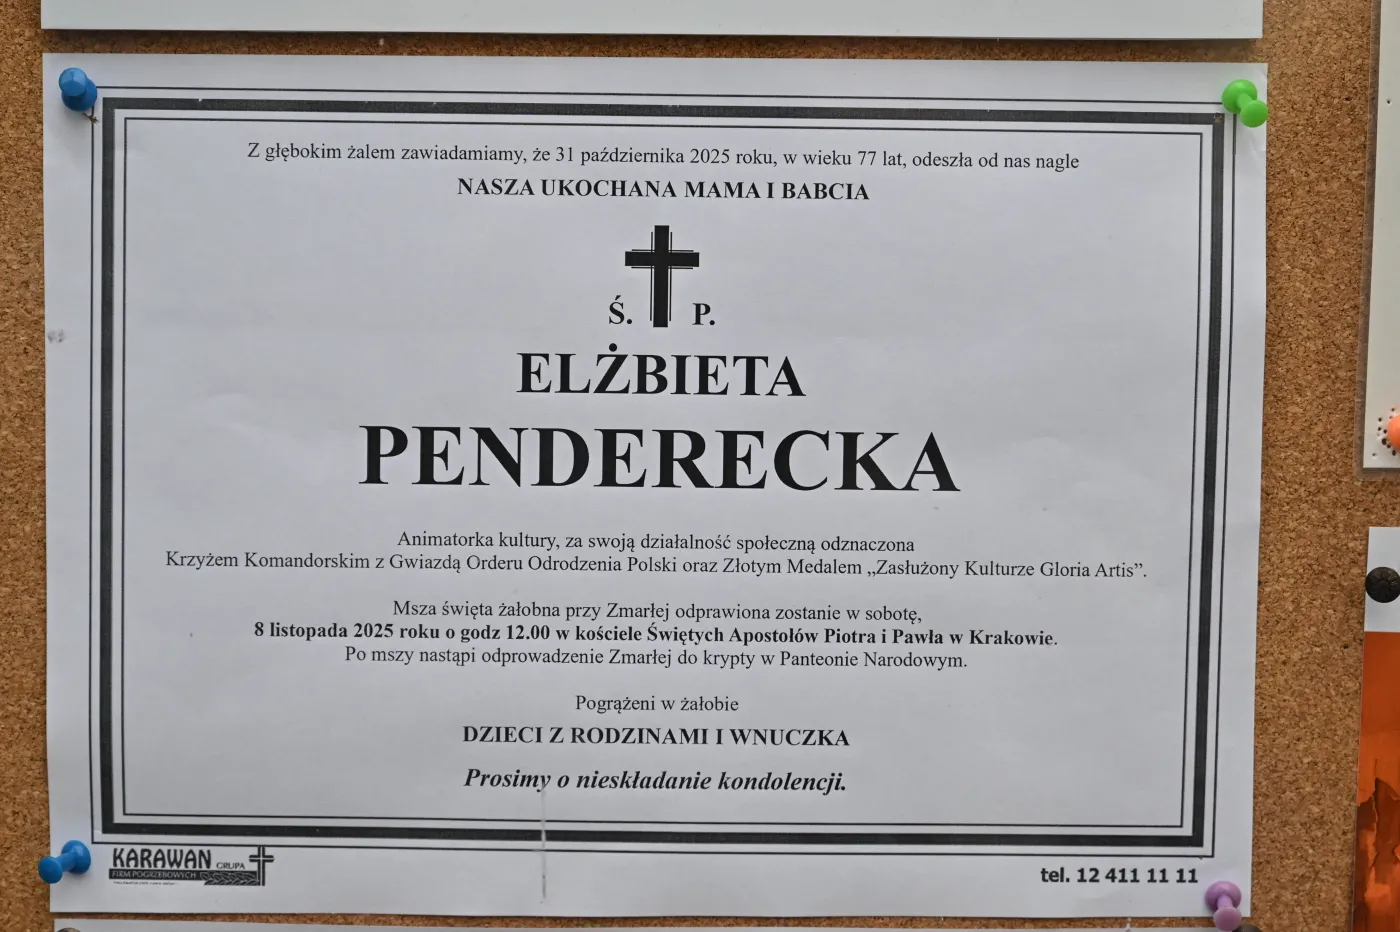 Z głębokim żalem zawiadamiamy, że 31 października 2025 roku, w wieku 77 lat, odeszła od nas nagle
NASZA UKOCHANA MAMA I BABCIA
Ś. P.
ELŻBIETA
PENDERECKA
Animatorka kultury, za swoją działalność społeczną odznaczona
Krzyżem Komandorskim z Gwiazdą Orderu Odrodzenia Polski oraz Złotym Medalem „Zasłużony Kulturze Gloria Artis”.
Msza święta żałobna przy Zmarłej odprawiona zostanie w sobotę,
8 listopada 2025 roku o godz 12.00 w kościele Świętych Apostołów Piotra i Pawła w Krakowie.
Po mszy nastąpi odprowadzenie Zmarłej do krypty w Panteonie Narodowym.
Pogrążeni w żałobie
DZIECI Z RODZINAMI I WNUCZKA
Prosimy o nieskładanie kondolencji.
KARAWAN GRUPA
FIRM POGRZEBOWYCH
tel. 12 411 11 11